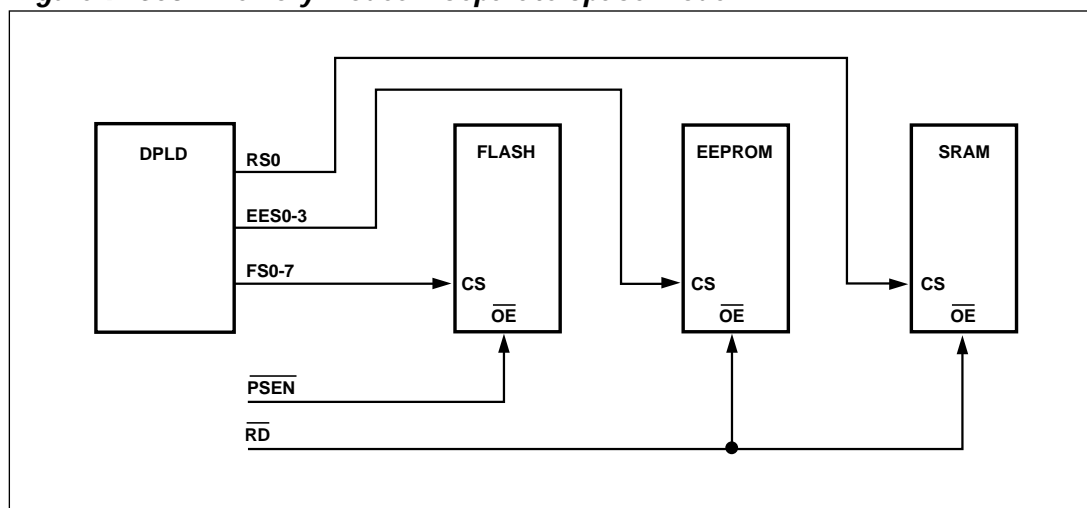 DPLD
FLASH
EEPROM
SRAM
RS0
EES0-3
FS0-7
CS
CS
CS
OE
OE
OE
PSEN
RD